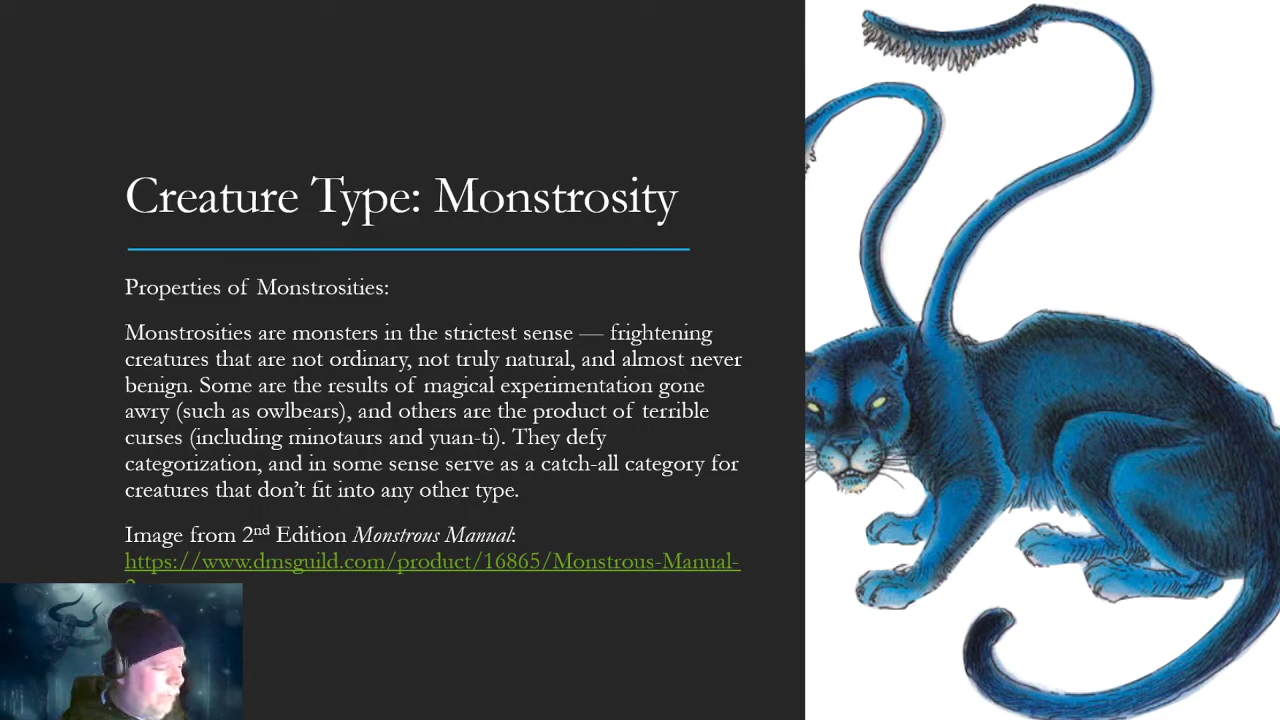 Creature Type: Monstrosity
Properties of Monstrosities:
Monstrosities are monsters in the strictest sense — frightening
creatures that are not ordinary, not truly natural, and almost never
benign. Some are the results of magical experimentation gone
awry (such as owlbears), and others are the product of terrible
curses (including minotaurs and yuan-ti). They defy
categorization, and in some sense serve as a catch-all category for
creatures that don’t fit into any other type.
Image from 2nd Edition Monstrous Manual:
https://www.dmsguild.com/product/16865/Monstrous-Manual-